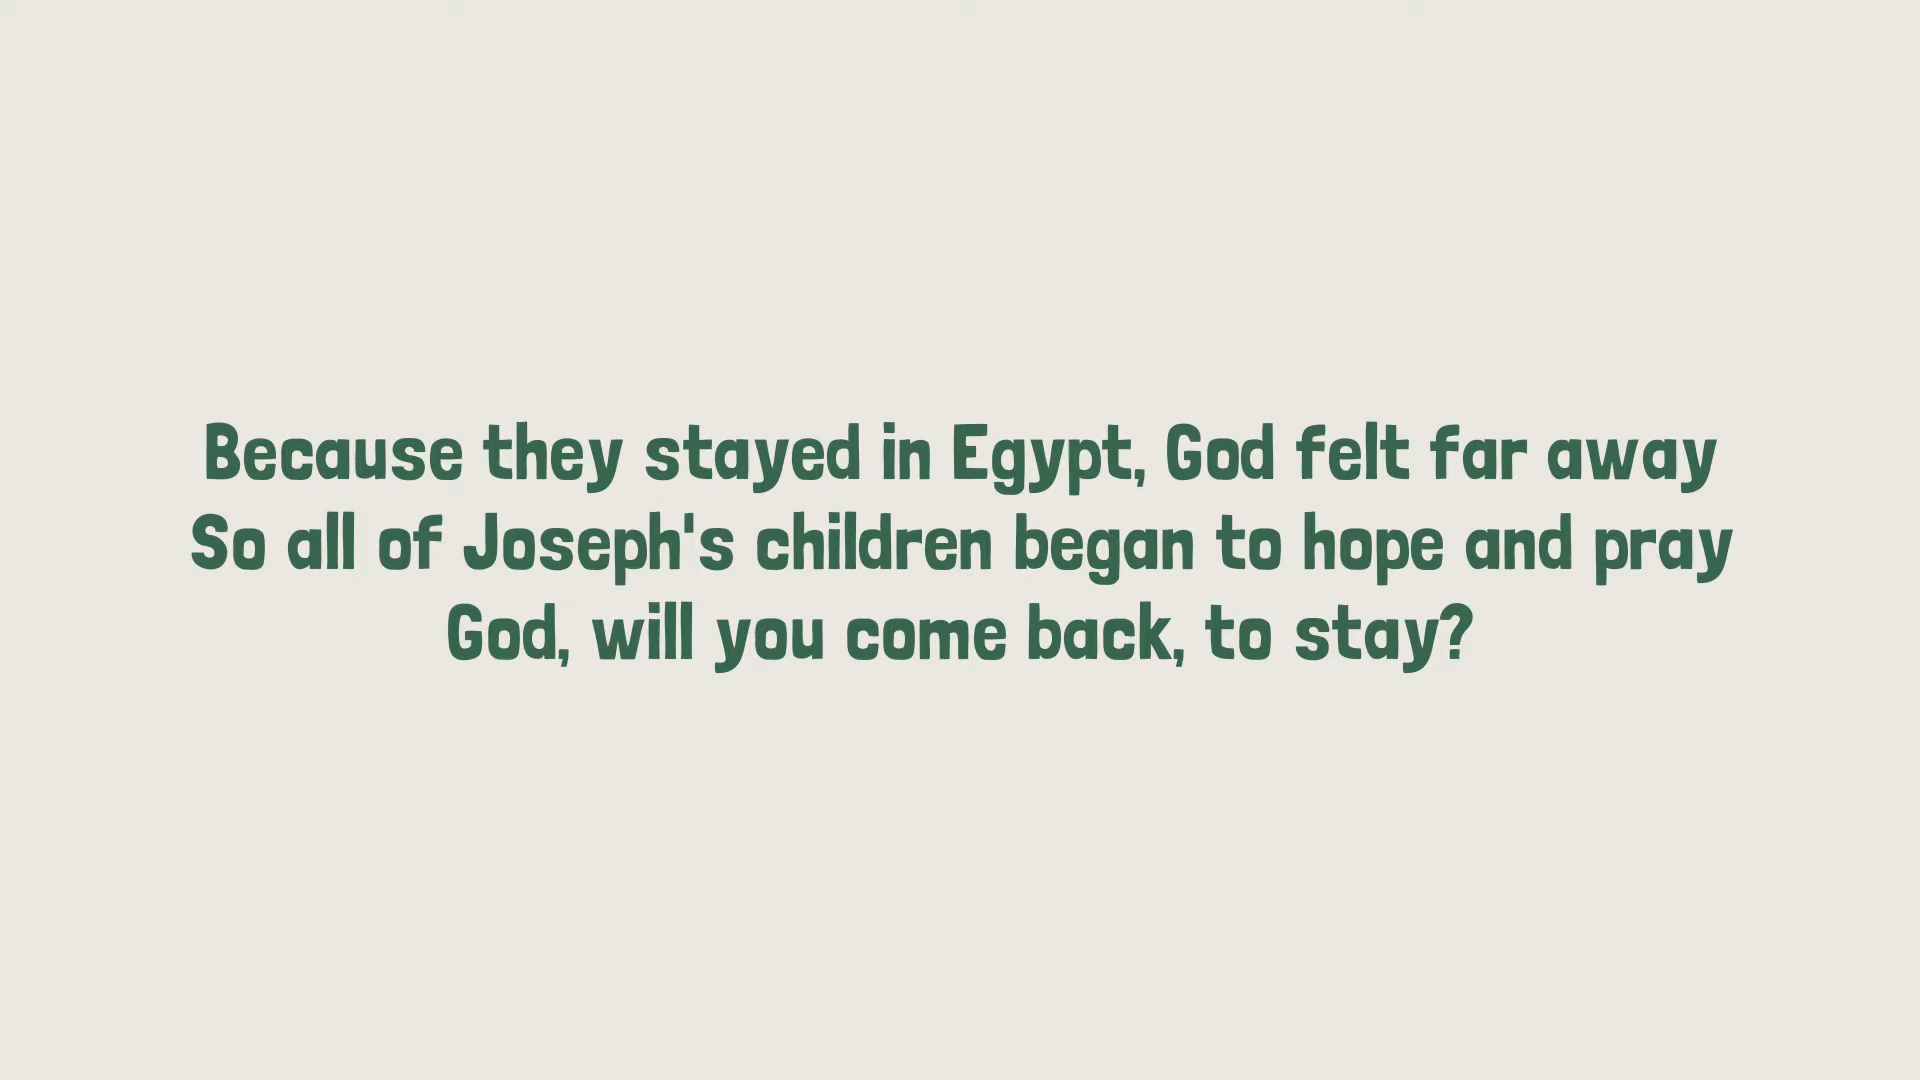 Because they stayed in Egypt, God felt far away
So all of Joseph's children began to hope and pray
God, will you come back, to stay?